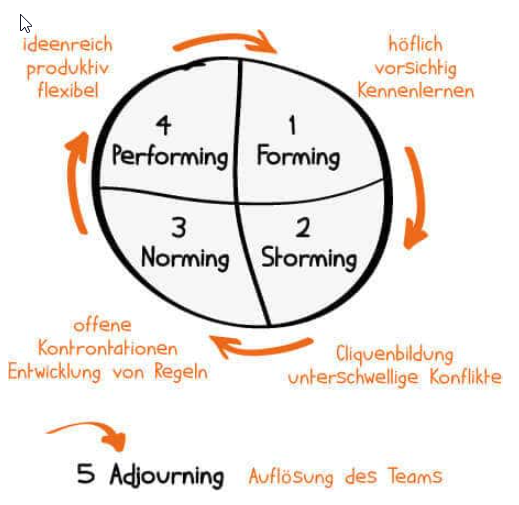 ideenreich
produktiv
flexibel
höflich
vorsichtig
Kennenlernen
4
Performing
1
Forming
3
Norming
2
Storming
offene
Kontrontationen
Entwicklung von Regeln
Cliquenbildung
unterschwellige Konflikte
5 Adjourning Auflösung des Teams